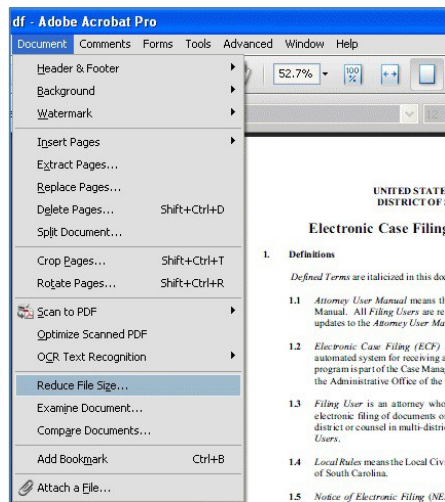 df - Adobe Acrobat Pro
Document Comments Forms Tools Advanced Window Help
Header & Footer
Background
Watermark
Insert Pages
Extract Pages...
Replace Pages...
Delete Pages... Shift+Ctrl+D
Split Document...
Crop Pages... Shift+Ctrl+T
Rotate Pages... Shift+Ctrl+R
Scan to PDF
Optimize Scanned PDF
OCR Text Recognition
Reduce File Size...
Examine Document...
Compare Documents...
Add Bookmark Ctrl+B
Attach a File...
52.7%
100 %
12
UNITED STATE
DISTRICT OF
Electronic Case Filing
1. Definitions
Defined Terms are italicized in this do
1.1 Attorney User Manual means th
Manual. All Filing Users are re
updates to the Attorney User Ma
1.2 Electronic Case Filing (ECF)
automated system for receiving a
program is part of the Case Mana
the Administrative Office of the
1.3 Filing User is an attorney who
electronic filing of documents o
district or counsel in multi-distri
Users.
1.4 Local Rules means the Local Civ
of South Carolina.
1.5 Notice of Electronic Filing (NE